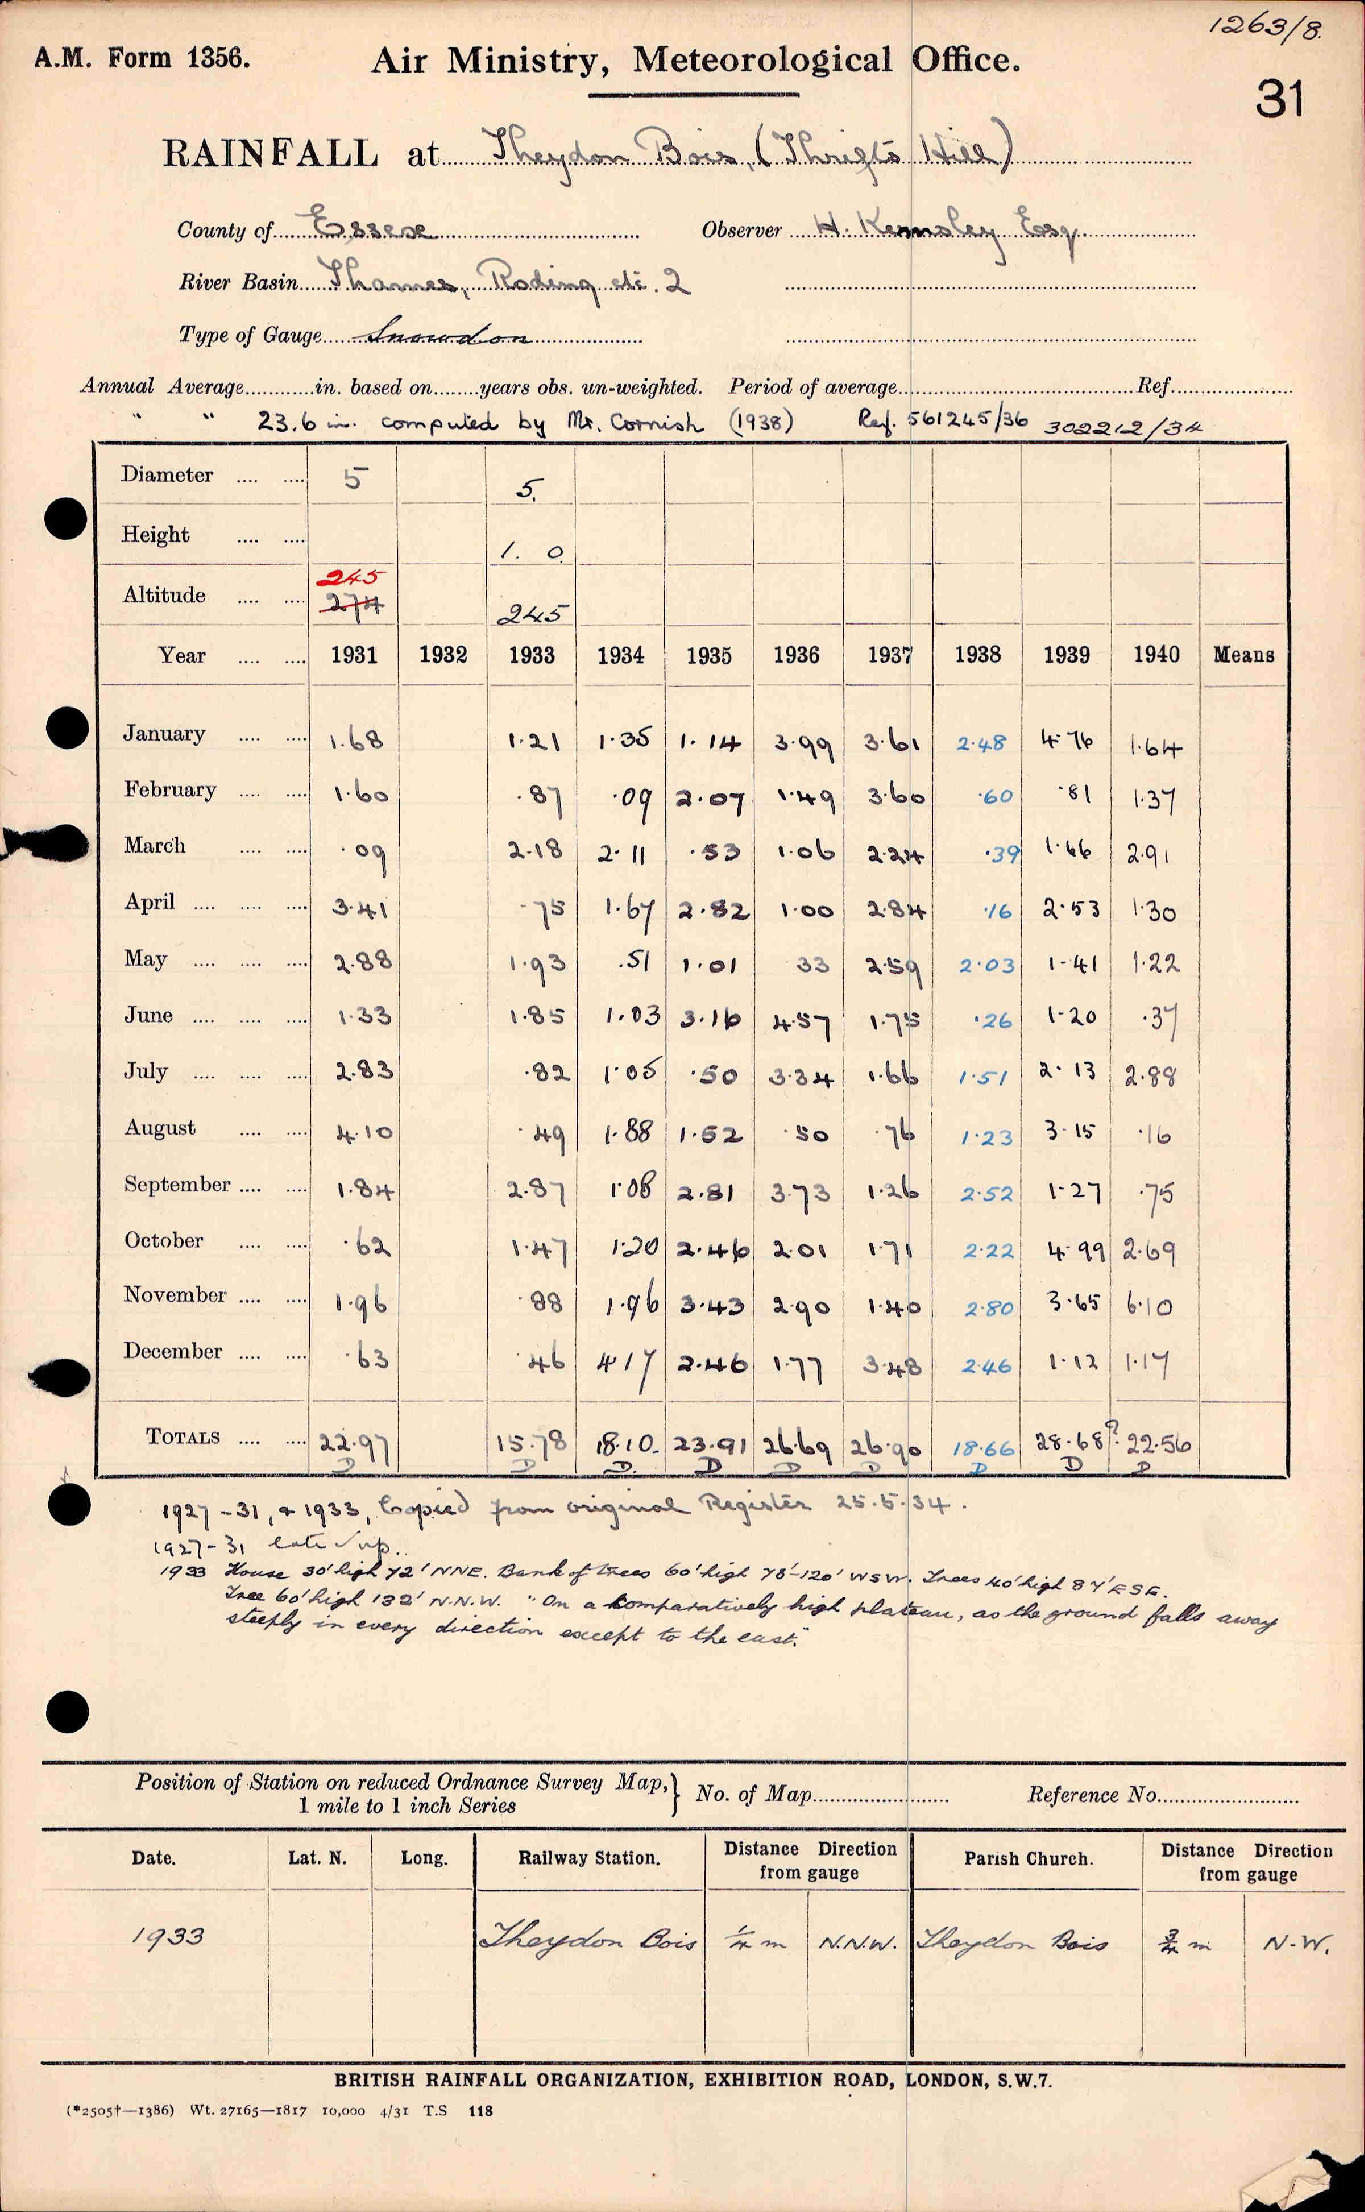 1263/8.
A.M. Form 1356. Air Ministry, Meteorological Office.
31
RAINFALL at Theydon Bois, (Thrifts Hill)
County of Essex Observer H. Kemsley Esq.
River Basin Thames, Roding etc. 2
Type of Gauge Snowdon
Annual Average in. based on years obs. un-weighted. Period of average Ref.
" " 23.6 in. computed by Mr. Cornish (1938) Ref. 561245/36 302212/34
Diameter 5 5.
Height 1. 0
245
Altitude 274 245
Year 1931 1932 1933 1934 1935 1936 1937 1938 1939 1940 Means
January 1.68 1.21 1.35 1.14 3.99 3.61 2.48 4.76 1.64
February 1.60 .87 .09 2.07 1.49 3.60 .60 .81 1.37
March .09 2.18 2.11 .53 1.06 2.24 .39 1.66 2.91
April 3.41 .75 1.67 2.82 1.00 2.84 .16 2.53 1.30
May 2.88 1.93 .51 1.01 33 2.59 2.03 1.41 1.22
June 1.33 1.85 1.03 3.16 4.57 1.75 .26 1.20 .37
July 2.83 .82 1.05 .50 3.34 1.66 1.51 2.13 2.88
August 4.10 .49 1.88 1.52 .50 .76 1.23 3.15 .16
September 1.84 2.87 1.08 2.81 3.73 1.26 2.52 1.27 .75
October .62 1.47 1.20 2.46 2.01 1.71 2.22 4.99 2.69
November 1.96 .88 1.96 3.43 2.90 1.40 2.80 3.65 6.10
December .63 .46 4.17 2.46 1.77 3.48 2.46 1.12 1.17
TOTALS 22.97 15.78 18.10 23.91 26.69 26.90 18.66 28.68? 22.56
D D D. D D D D D D
1927-31, & 1933, Copied from original Register 25.5.34.
1927-31 up.
1933 House 30' high 72' NNE. Bank of trees 60' high 78'-120' WSW. Trees 40' high 87' ESE.
Tree 60' high 132' N.N.W. "On a comparatively high plateau, as the ground falls away
steeply in every direction except to the east."
Position of Station on reduced Ordnance Survey Map,} No. of Map Reference No.
1 mile to 1 inch Series
Date. Lat. N. Long. Railway Station. Distance Direction from gauge Parish Church. Distance Direction from gauge
1933 Theydon Bois 1/4 m N.N.W. Theydon Bois 3/4 m N-W.
BRITISH RAINFALL ORGANIZATION, EXHIBITION ROAD, LONDON, S.W.7.
(*2505†—1386) Wt. 27165—1817 10,000 4/31 T.S 118